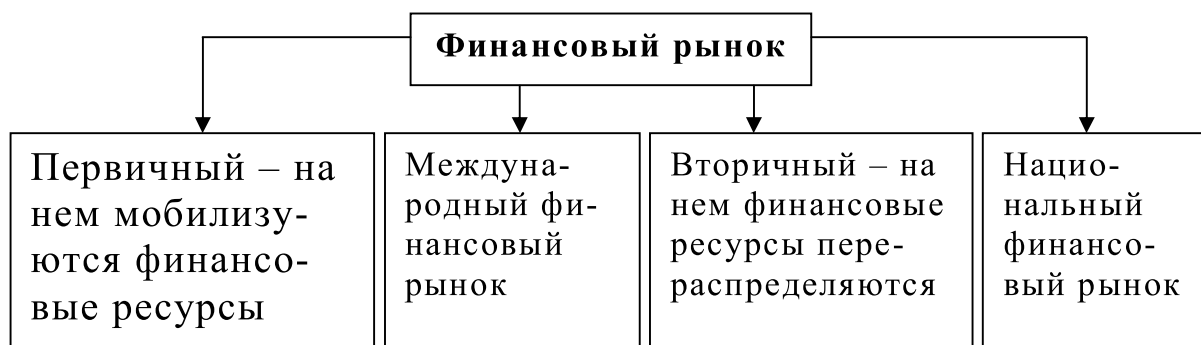 Финансовый рынок
Первичный – на
нем мобилизу-
ются финансо-
вые ресурсы
Междуна-
родный фи-
нансовый
рынок
Вторичный – на
нем финансовые
ресурсы пере-
распределяются
Нацио-
нальный
финансо-
вый рынок